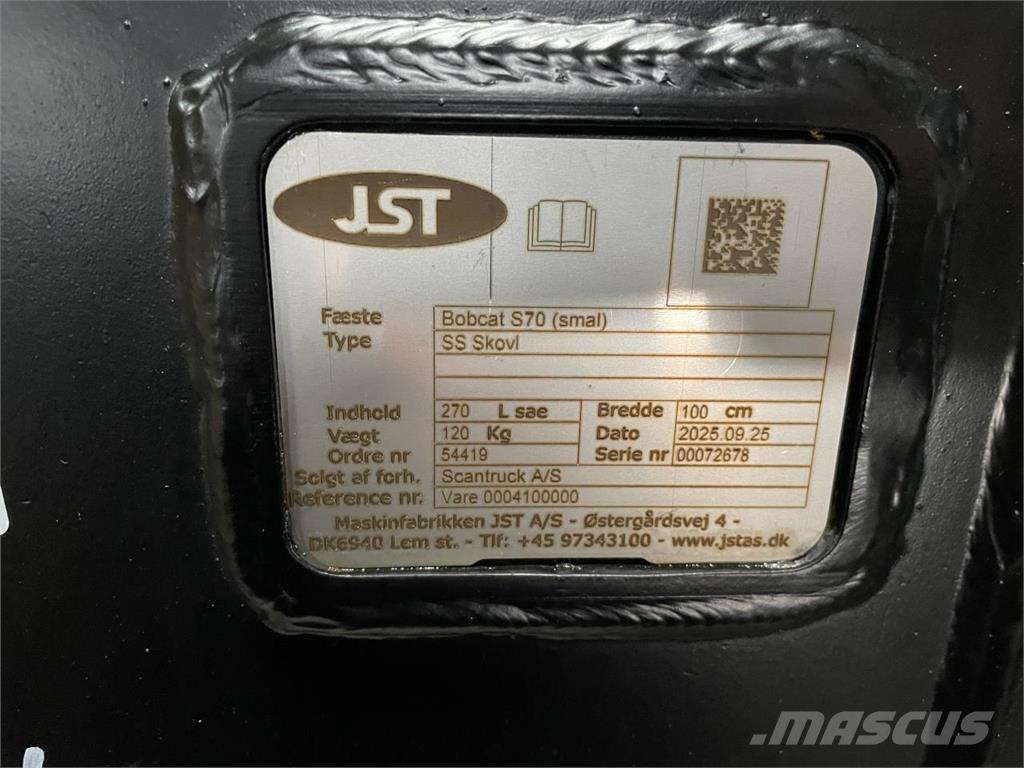 JST
Fæste Bobcat S70 (smal)
Type SS Skovl
Indhold 270 L sae Bredde 100 cm
Vægt 120 Kg Dato 2025.09.25
Ordre nr 54419 Serie nr 00072678
Solgt af forh. Scantruck A/S
Reference nr. Vare 0004100000
Maskinfabrikken JST A/S - Østergårdsvej 4 -
DK6940 Lem st. - Tlf: +45 97343100 - www.jstas.dk
MASCUS